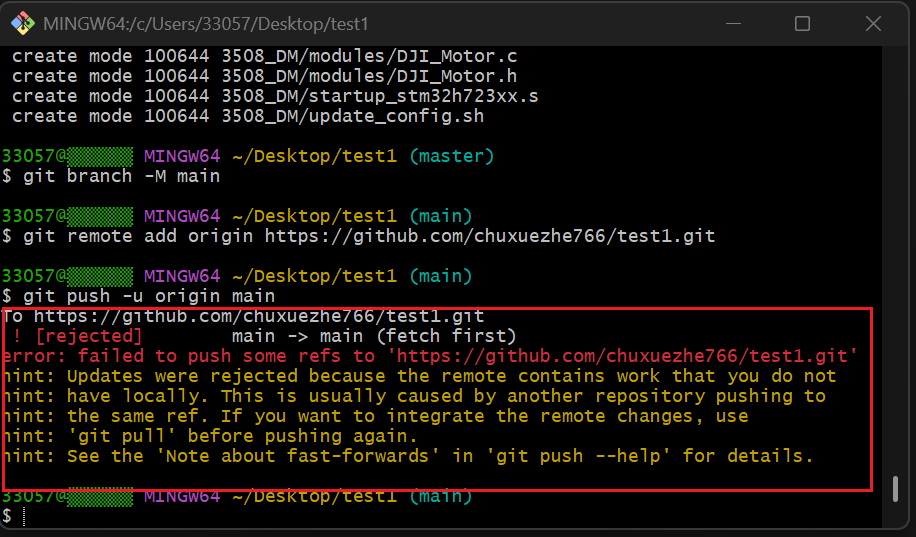 MINGW64:/c/Users/33057/Desktop/test1
create mode 100644 3508_DM/modules/DJI_Motor.c
create mode 100644 3508_DM/modules/DJI_Motor.h
create mode 100644 3508_DM/startup_stm32h723xx.s
create mode 100644 3508_DM/update_config.sh
33057@▒▒▒▒▒▒ MINGW64 ~/Desktop/test1 (master)
$ git branch -M main
33057@▒▒▒▒▒▒ MINGW64 ~/Desktop/test1 (main)
$ git remote add origin https://github.com/chuxuezhe766/test1.git
33057@▒▒▒▒▒▒ MINGW64 ~/Desktop/test1 (main)
$ git push -u origin main
To https://github.com/chuxuezhe766/test1.git
! [rejected]        main -> main (fetch first)
error: failed to push some refs to 'https://github.com/chuxuezhe766/test1.git'
hint: Updates were rejected because the remote contains work that you do not
hint: have locally. This is usually caused by another repository pushing to
hint: the same ref. If you want to integrate the remote changes, use
hint: 'git pull' before pushing again.
hint: See the 'Note about fast-forwards' in 'git push --help' for details.
33057@▒▒▒▒▒▒ MINGW64 ~/Desktop/test1 (main)
$